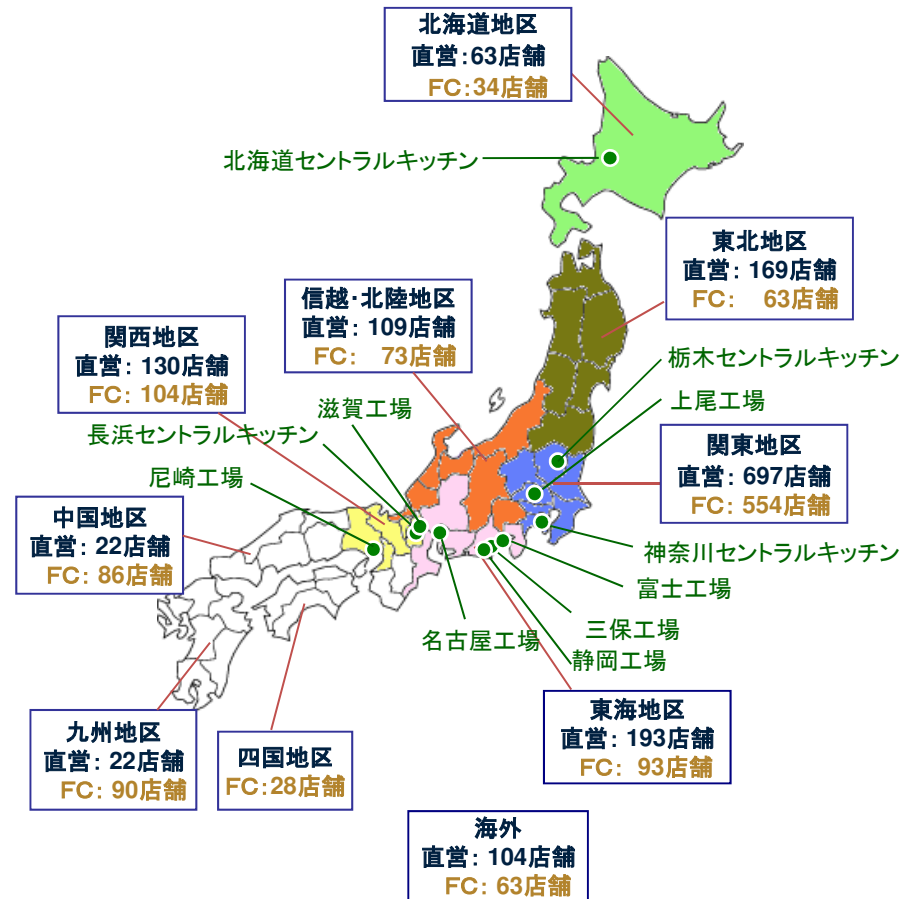 北海道地区
直営:63店舗
FC:34店舗
北海道セントラルキッチン
東北地区
直営: 169店舗
FC: 63店舗
信越・北陸地区
直営: 109店舗
FC: 73店舗
関西地区
直営: 130店舗
FC: 104店舗
栃木セントラルキッチン
上尾工場
滋賀工場
長浜セントラルキッチン
関東地区
直営: 697店舗
FC: 554店舗
尼崎工場
中国地区
直営: 22店舗
FC: 86店舗
神奈川セントラルキッチン
富士工場
三保工場
名古屋工場
静岡工場
東海地区
直営: 193店舗
FC: 93店舗
九州地区
直営: 22店舗
FC: 90店舗
四国地区
FC:28店舗
海外
直営: 104店舗
FC: 63店舗